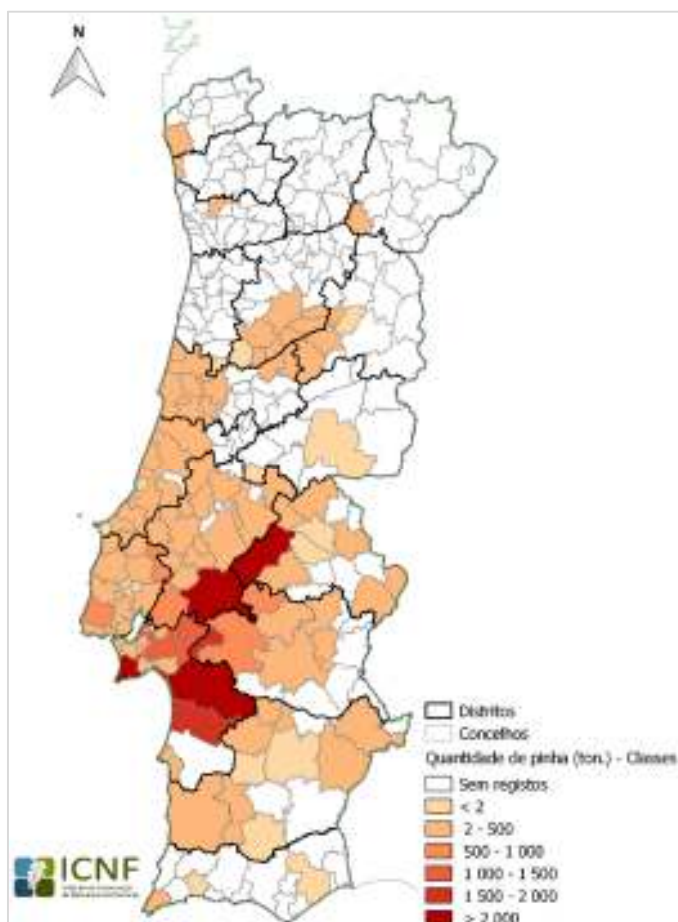 N
Distritos
Concelhos
Quantidade de pinha (ton.) - Classes
Sem registos
< 2
2 - 500
500 - 1 000
1 000 - 1 500
1 500 - 2 000
> 2 000
ICNF